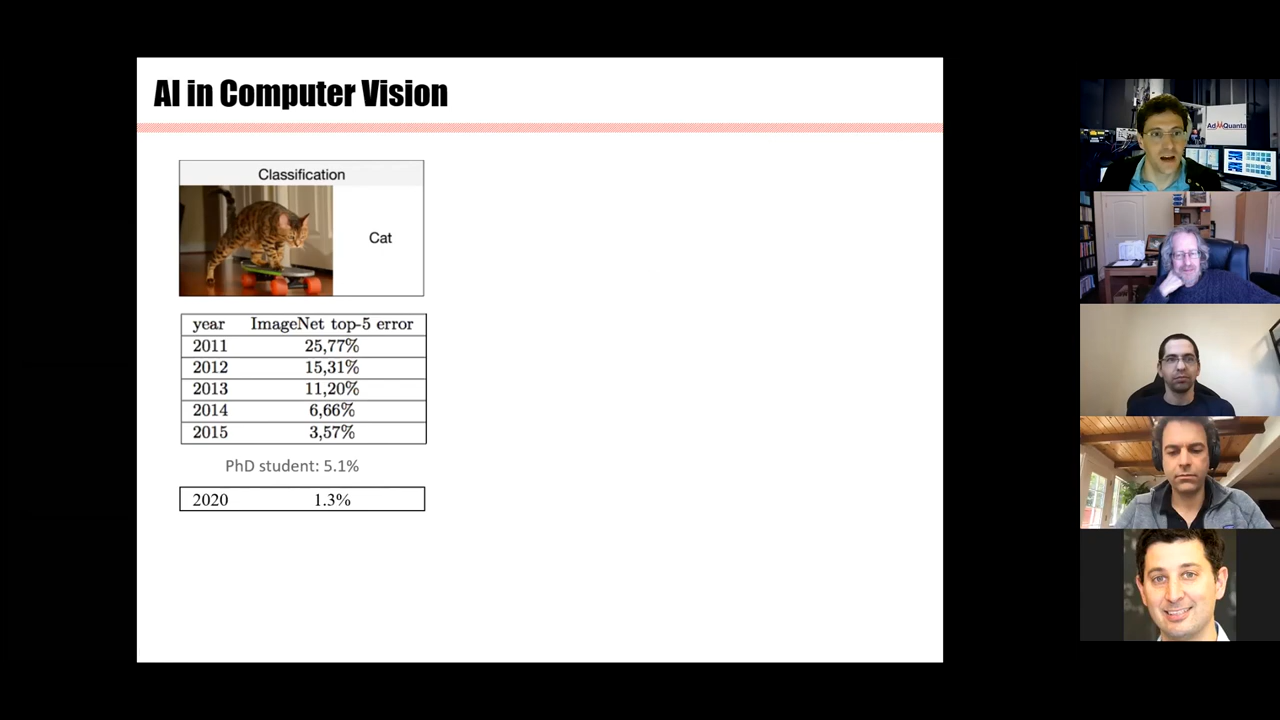 AI in Computer Vision
Classification
Cat
year ImageNet top-5 error
2011 25,77%
2012 15,31%
2013 11,20%
2014 6,66%
2015 3,57%
PhD student: 5.1%
2020 1.3%
AdMQuanta